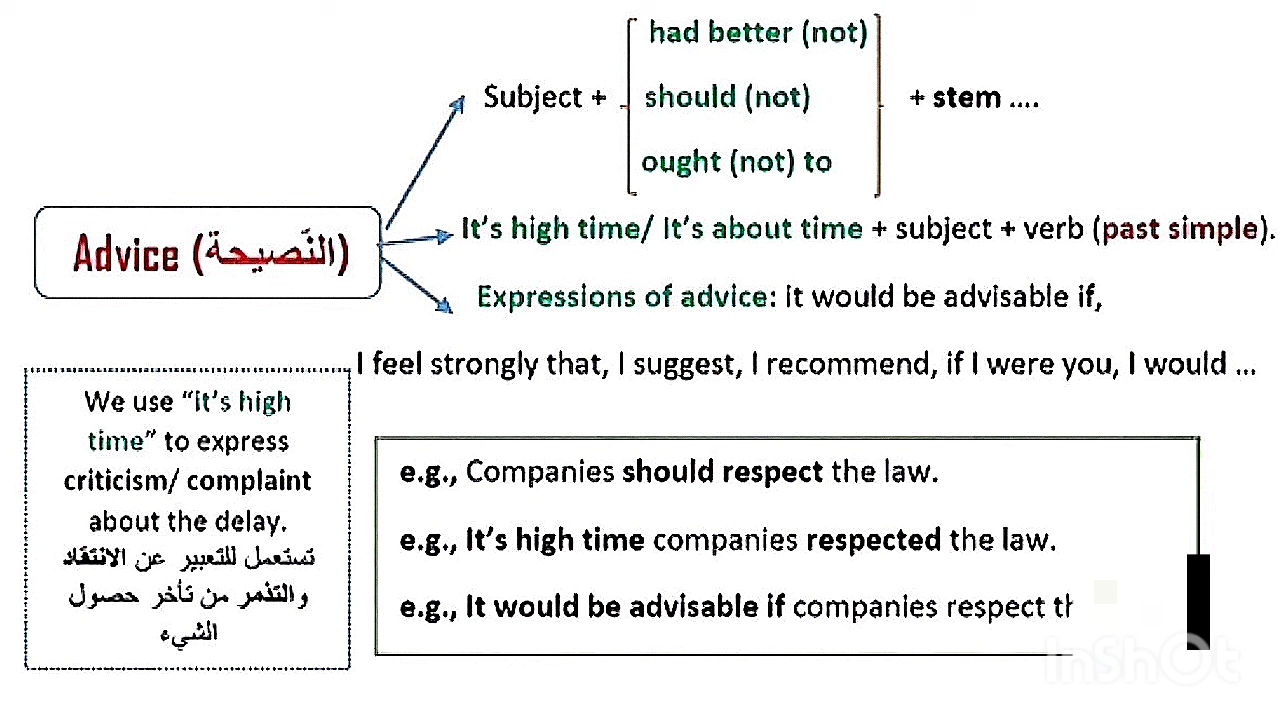 had better (not)
Subject + should (not) + stem ....
ought (not) to
Advice (النَّصيحة)
It's high time/ It's about time + subject + verb (past simple).
Expressions of advice: it would be advisable if,
I feel strongly that, I suggest, I recommend, if I were you, I would ...
We use “it's high
time” to express
criticism/ complaint
about the delay.
تستعمل للتعبير عن الانتقاد
والتذمر من تأخر حصول
الشيء
e.g., Companies should respect the law.
e.g., It's high time companies respected the law.
e.g., It would be advisable if companies respect th
InShOt